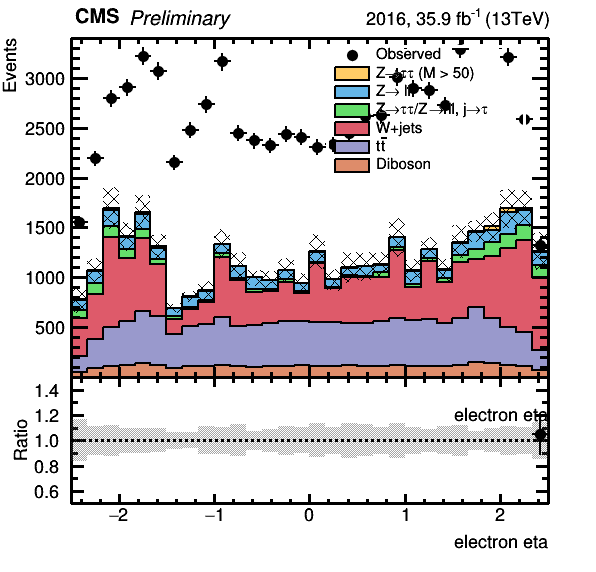 CMS Preliminary 2016, 35.9 fb⁻¹ (13TeV)
Events
3000
2500
2000
1500
1000
500
Observed
Z→ττ (M > 50)
Z→ ll
Z→ττ/Z→ll, j→τ
W+jets
tt̄
Diboson
Ratio
1.4
1.2
1.0
0.8
0.6
electron eta
−2 −1 0 1 2
electron eta